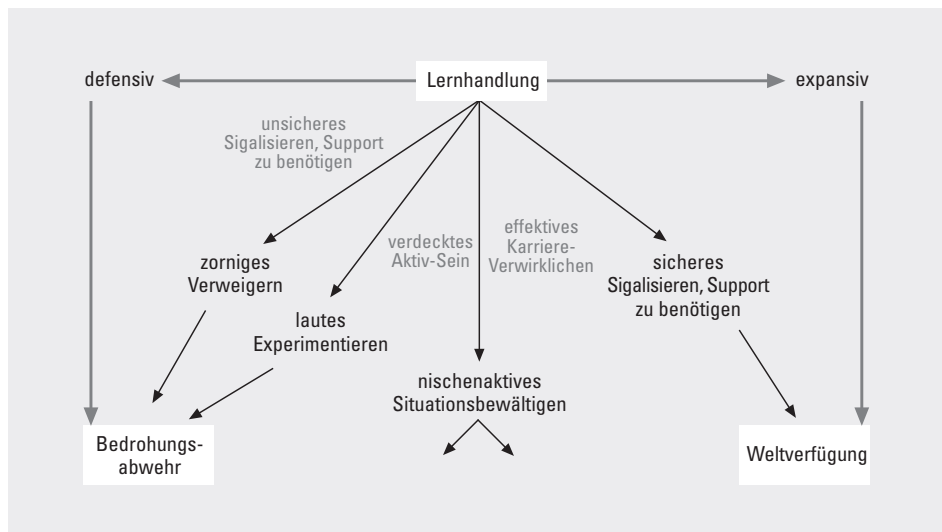 defensiv
Lernhandlung
expansiv
unsicheres
Sigalisieren, Support
zu benötigen
verdecktes
Aktiv-Sein
effektives
Karriere-
Verwirklichen
zorniges
Verweigern
sicheres
Sigalisieren, Support
zu benötigen
lautes
Experimentieren
nischenaktives
Situationsbewältigen
Bedrohungs-
abwehr
Weltverfügung